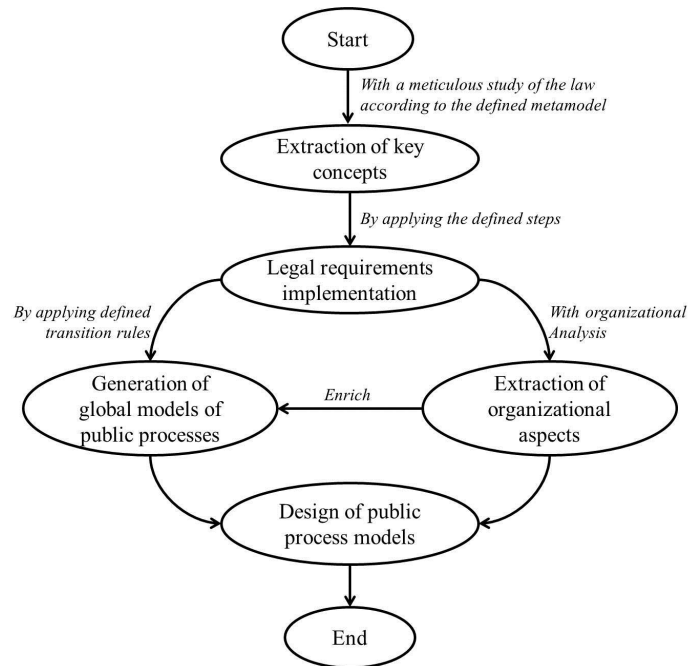 Start
With a meticulous study of the law
according to the defined metamodel
Extraction of key
concepts
By applying the defined steps
Legal requirements
implementation
By applying defined
transition rules
With organizational
Analysis
Generation of
global models of
public processes
Enrich
Extraction of
organizational
aspects
Design of public
process models
End